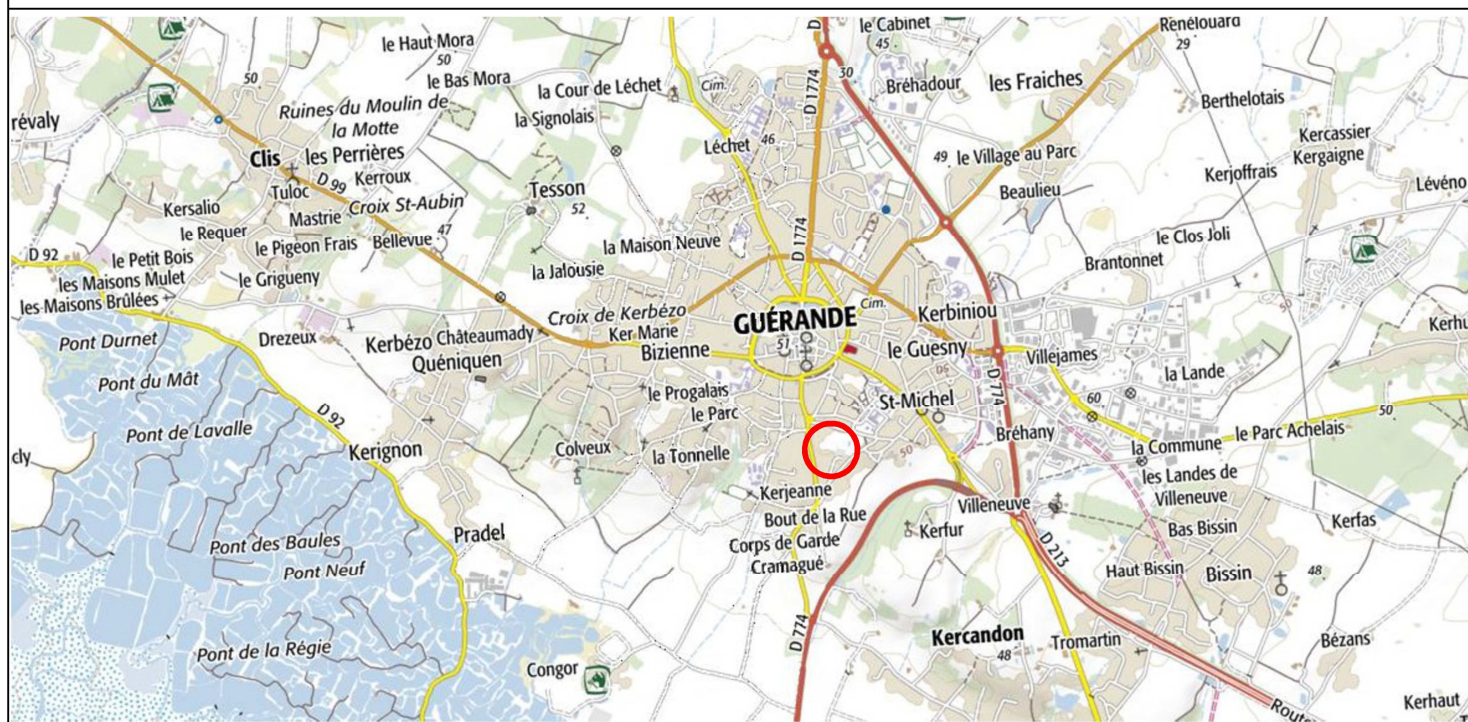 le Cabinet
45
Renélouard
29
le Haut Mora
50
le Bas Mora
la Cour de Léchet
Cim.
D 1774
30
Bréhadour
les Fraiches
50
Ruines du Moulin de
la Motte
la Signolais
Berthelotais
révaly
Léchet
46
49
le Village au Parc
Kercassier
Kergaigne
Clis
les Perrières
Kerroux
D 99
Tuloc
Tesson
52
Beaulieu
Kerjoffrais
Lévéno
Kersalio
Mastrie
Croix St-Aubin
le Requer
le Pigeon Frais
Bellevue
47
la Maison Neuve
D 1774
le Clos Joli
D 92
le Petit Bois
les Maisons Mulet
le Grigueny
la Jalousie
Brantonnet
les Maisons Brûlées
Croix de Kerbézo
Cim.
50
Pont Durnet
Drezeux
Kerbézo
Châteaumady
Ker Marie
GUÉRANDE
51
Kerbiniou
Kerhu
Quéniquen
Bizienne
le Guesny
Villejames
Pont du Mât
D 92
le Progalais
D 774
la Lande
le Parc
St-Michel
60
50
Pont de Lavalle
Bréhany
la Commune
le Parc Achelais
cly
Kerignon
Colveux
la Tonnelle
50
les Landes de
Villeneuve
Kerjeanne
Villeneuve
Bout de la Rue
Bas Bissin
Kerfas
Pradel
Corps de Garde
Kerfur
Pont des Baules
Cramagué
D 213
Pont Neuf
Haut Bissin
Bissin
48
D 774
Kercandon
48
Tromartin
Bézans
Pont de la Régie
Congor
Route
Kerhaut